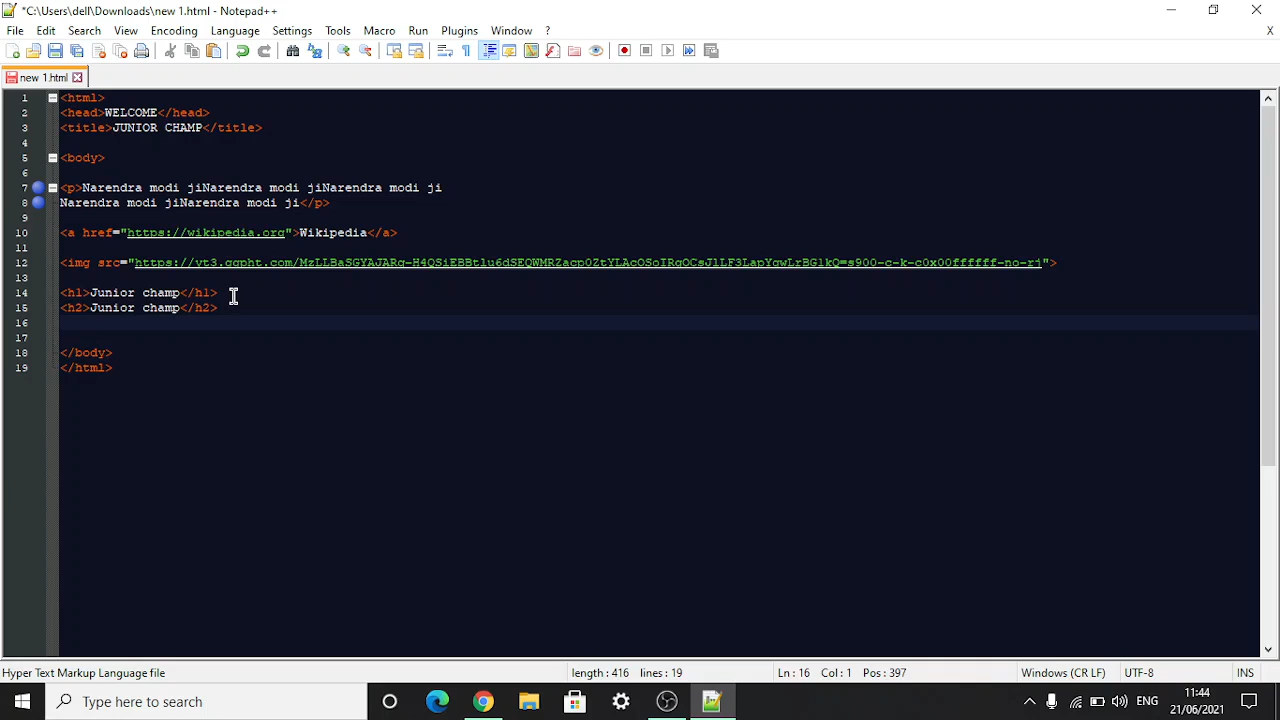 *C:\Users\dell\Downloads\new 1.html - Notepad++
File Edit Search View Encoding Language Settings Tools Macro Run Plugins Window ? X
new 1.html
1 <html>
2 <head>WELCOME</head>
3 <title>JUNIOR CHAMP</title>
4
5 <body>
6
7 <p>Narendra modi jiNarendra modi jiNarendra modi ji
8 Narendra modi jiNarendra modi ji</p>
9
10 <a href="https://wikipedia.org">Wikipedia</a>
11
12 <img src="https://yt3.ggpht.com/
13
14 <h1>Junior champ</h1>
15 <h2>Junior champ</h2>
16
17
18 </body>
19 </html>
Hyper Text Markup Language file length : 416 lines : 19 Ln : 16 Col : 1 Pos : 397 Windows (CR LF) UTF-8 INS
Type here to search ENG 11:44
21/06/2021